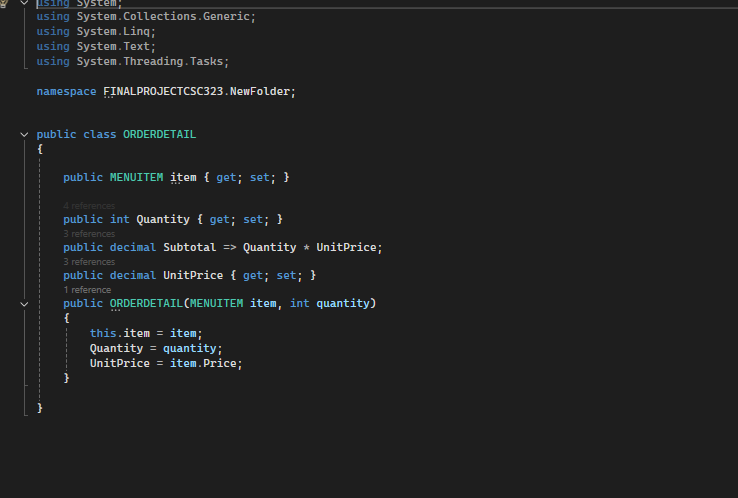 using System;
using System.Collections.Generic;
using System.Linq;
using System.Text;
using System.Threading.Tasks;
namespace FINALPROJECTCSC323.NewFolder;
public class ORDERDETAIL
{
public MENUITEM item { get; set; }
4 references
public int Quantity { get; set; }
3 references
public decimal Subtotal => Quantity * UnitPrice;
3 references
public decimal UnitPrice { get; set; }
1 reference
public ORDERDETAIL(MENUITEM item, int quantity)
{
this.item = item;
Quantity = quantity;
UnitPrice = item.Price;
}
}